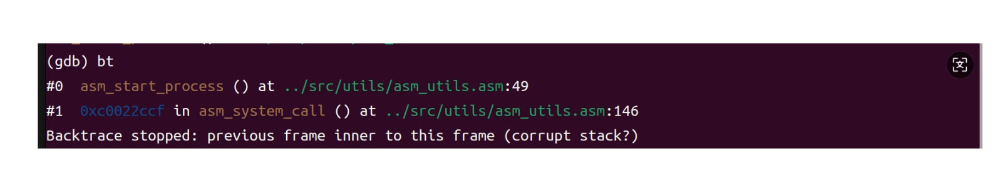 (gdb) bt
#0  asm_start_process () at ../src/utils/asm_utils.asm:49
#1  0xc0022ccf in asm_system_call () at ../src/utils/asm_utils.asm:146
Backtrace stopped: previous frame inner to this frame (corrupt stack?)